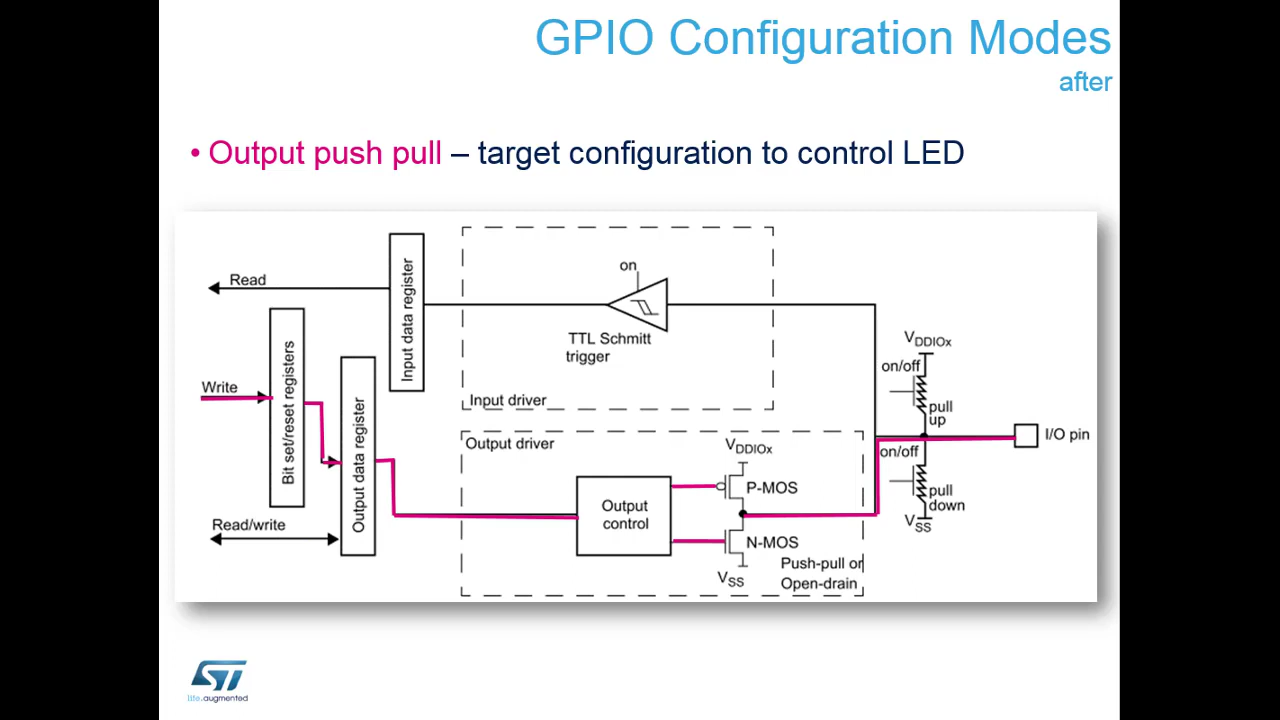 GPIO Configuration Modes
after
• Output push pull – target configuration to control LED
on
Read
Input data register
TTL Schmitt
trigger
Input driver
Write
Bit set/reset registers
Output data register
Read/write
Output driver
Output
control
VDDIOx
P-MOS
N-MOS
VSS
Push-pull or
Open-drain
VDDIOx
on/off
pull
up
I/O pin
on/off
pull
down
VSS
ST
life.augmented